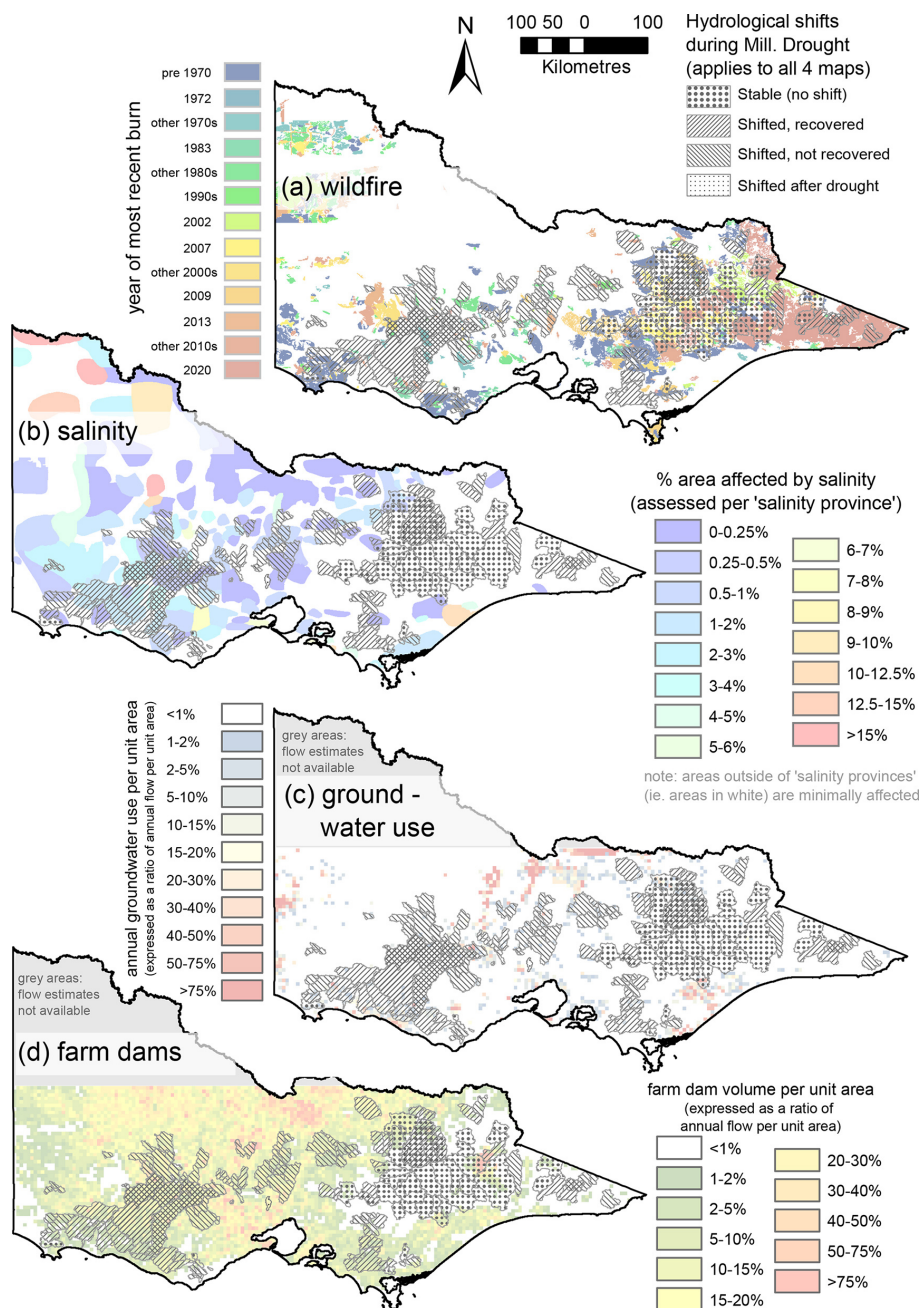 N
100 50 0 100
Kilometres
Hydrological shifts
during Mill. Drought
(applies to all 4 maps)
Stable (no shift)
Shifted, recovered
Shifted, not recovered
Shifted after drought
year of most recent burn
pre 1970
1972
other 1970s
1983
other 1980s
1990s
2002
2007
other 2000s
2009
2013
other 2010s
2020
(a) wildfire
(b) salinity
% area affected by salinity
(assessed per 'salinity province')
0-0.25%
0.25-0.5%
0.5-1%
1-2%
2-3%
3-4%
4-5%
5-6%
6-7%
7-8%
8-9%
9-10%
10-12.5%
12.5-15%
>15%
note: areas outside of 'salinity provinces'
(ie. areas in white) are minimally affected
annual groundwater use per unit area
(expressed as a ratio of annual flow per unit area)
<1%
1-2%
2-5%
5-10%
10-15%
15-20%
20-30%
30-40%
40-50%
50-75%
>75%
grey areas:
flow estimates
not available
(c) ground -
water use
grey areas:
flow estimates
not available
(d) farm dams
farm dam volume per unit area
(expressed as a ratio of
annual flow per unit area)
<1%
1-2%
2-5%
5-10%
10-15%
15-20%
20-30%
30-40%
40-50%
50-75%
>75%